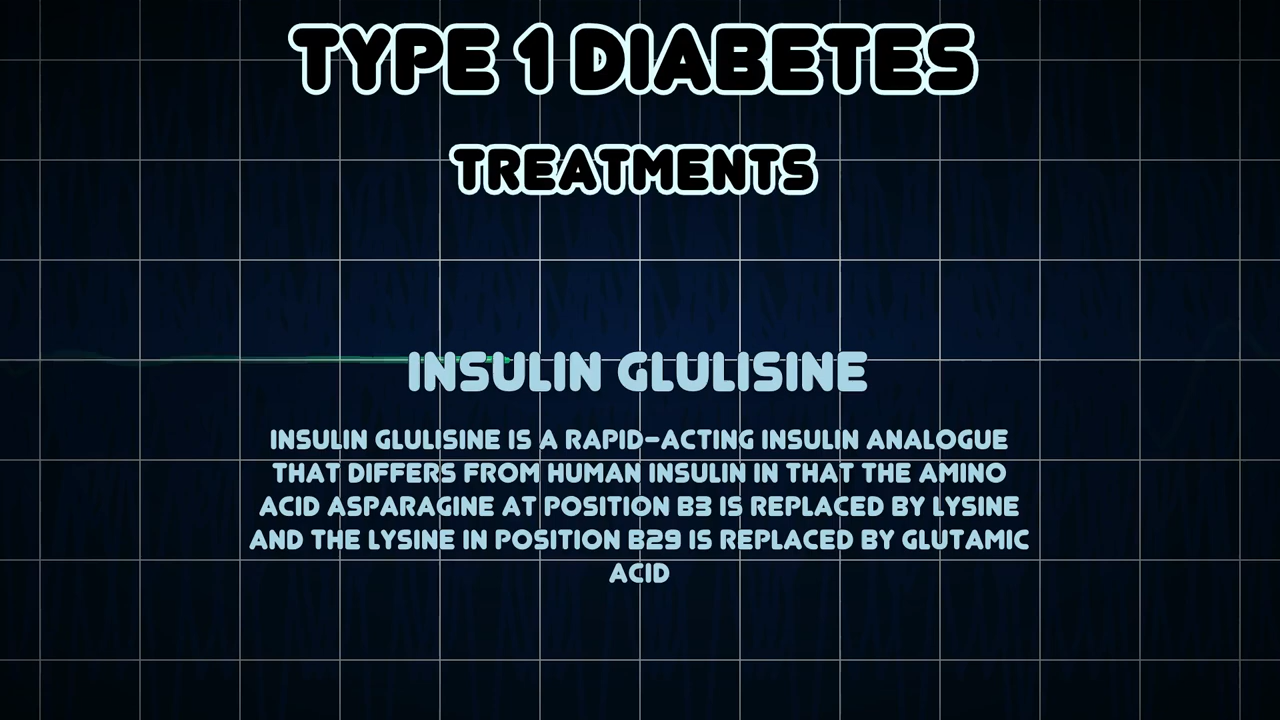 TYPE 1 DIABETES
TREATMENTS
INSULIN GLULISINE
INSULIN GLULISINE IS A RAPID-ACTING INSULIN ANALOGUE
THAT DIFFERS FROM HUMAN INSULIN IN THAT THE AMINO
ACID ASPARAGINE AT POSITION B3 IS REPLACED BY LYSINE
AND THE LYSINE IN POSITION B29 IS REPLACED BY GLUTAMIC
ACID